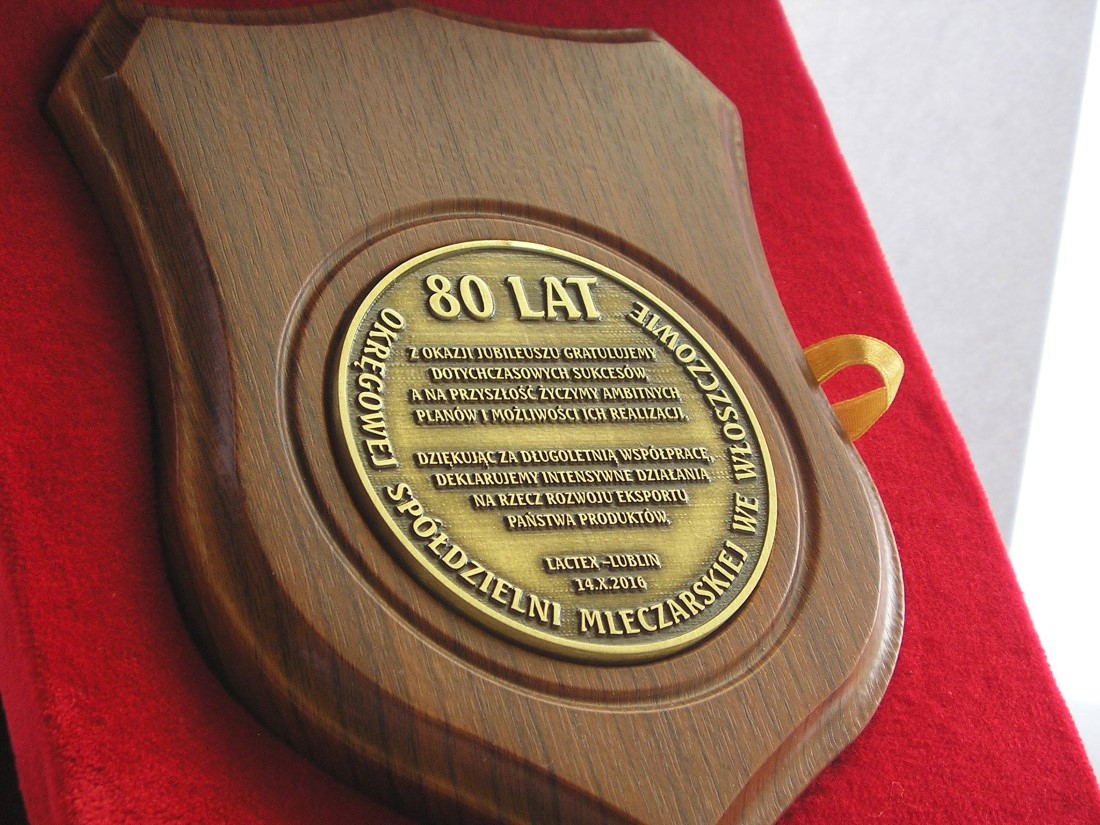 80 LAT
OKRĘGOWEJ SPÓŁDZIELNI MLECZARSKIEJ WE WŁOSZCZOWIE
Z OKAZJI JUBILEUSZU GRATULUJEMY
DOTYCHCZASOWYCH SUKCESÓW,
A NA PRZYSZŁOŚĆ ŻYCZYMY AMBITNYCH
PLANÓW I MOŻLIWOŚCI ICH REALIZACJI.
DZIĘKUJĄC ZA DŁUGOLETNIĄ WSPÓŁPRACĘ,
DEKLARUJEMY INTENSYWNE DZIAŁANIA
NA RZECZ ROZWOJU EKSPORTU
PAŃSTWA PRODUKTÓW.
LACTEX –LUBLIN
14.X.2016